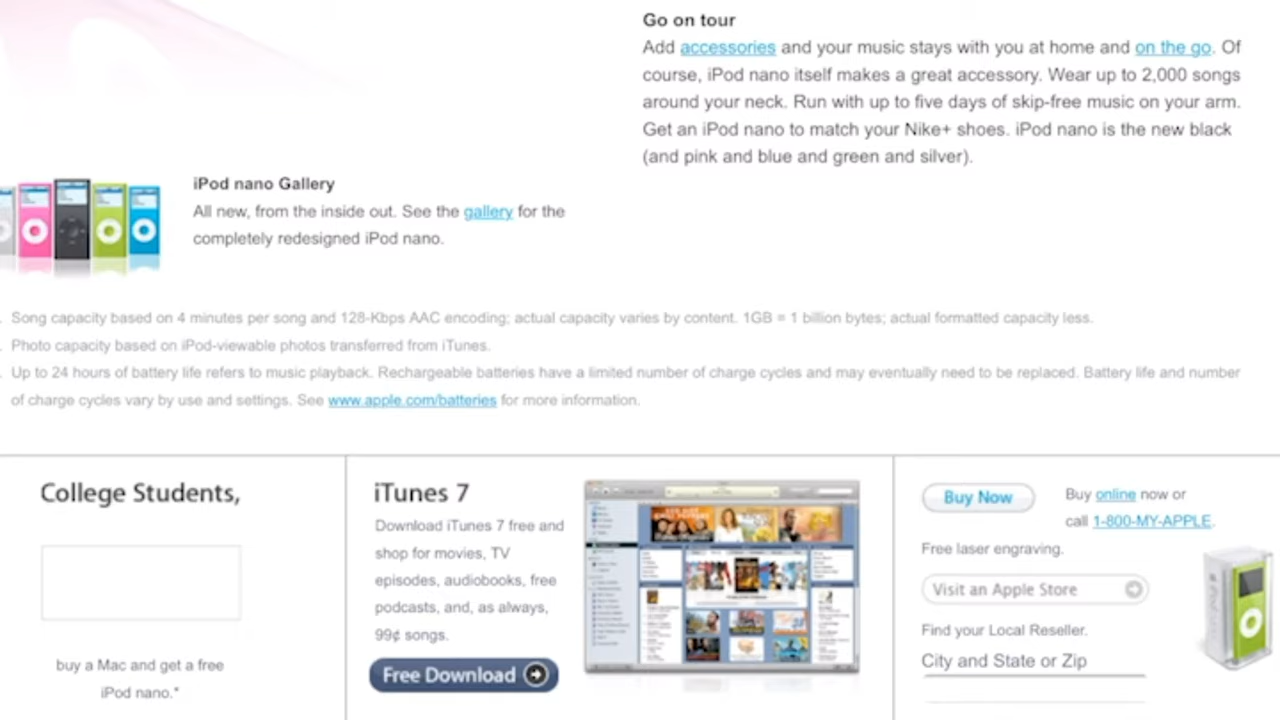 Go on tour
Add accessories and your music stays with you at home and on the go. Of
course, iPod nano itself makes a great accessory. Wear up to 2,000 songs
around your neck. Run with up to five days of skip-free music on your arm.
Get an iPod nano to match your Nike+ shoes. iPod nano is the new black
(and pink and blue and green and silver).
iPod nano Gallery
All new, from the inside out. See the gallery for the
completely redesigned iPod nano.
Song capacity based on 4 minutes per song and 128-Kbps AAC encoding; actual capacity varies by content. 1GB = 1 billion bytes; actual formatted capacity less.
Photo capacity based on iPod-viewable photos transferred from iTunes.
Up to 24 hours of battery life refers to music playback. Rechargeable batteries have a limited number of charge cycles and may eventually need to be replaced. Battery life and number
of charge cycles vary by use and settings. See www.apple.com/batteries for more information.
College Students,
buy a Mac and get a free
iPod nano.*
iTunes 7
Download iTunes 7 free and
shop for movies, TV
episodes, audiobooks, free
podcasts, and, as always,
99¢ songs.
Free Download
Buy Now
Buy online now or
call 1-800-MY-APPLE.
Free laser engraving.
Visit an Apple Store
Find your Local Reseller.
City and State or Zip